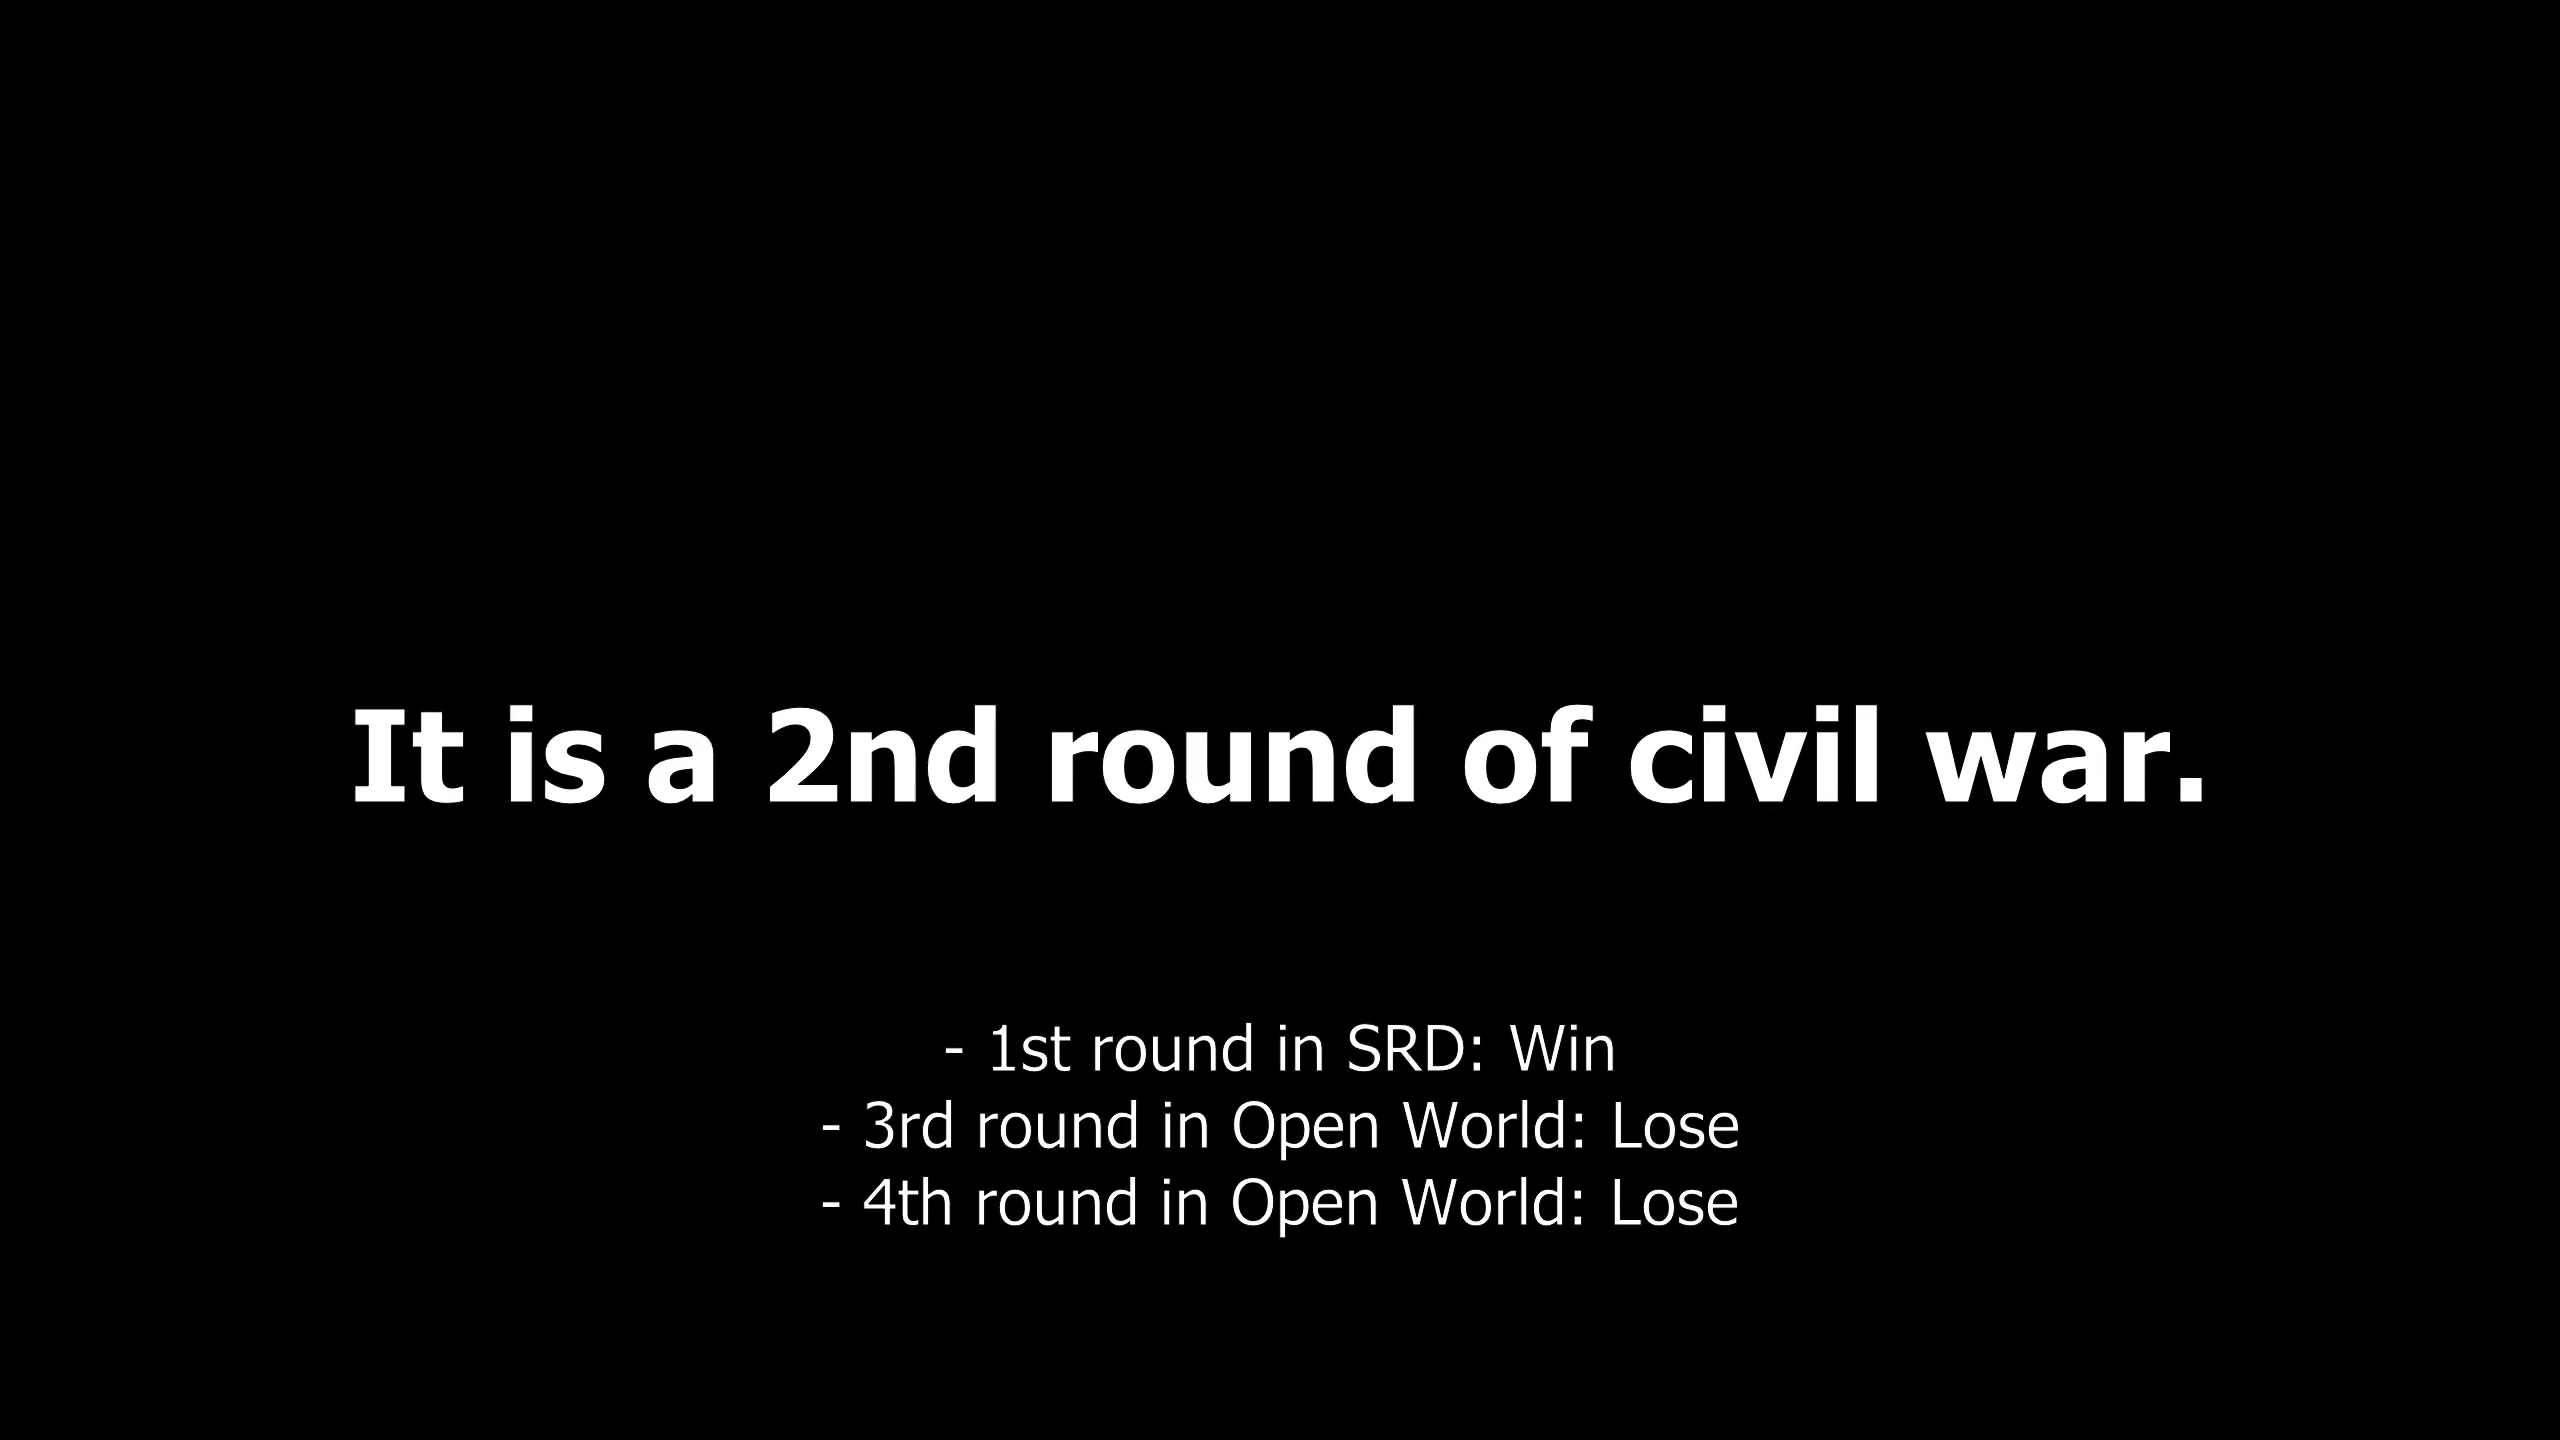 It is a 2nd round of civil war.
- 1st round in SRD: Win
- 3rd round in Open World: Lose
- 4th round in Open World: Lose